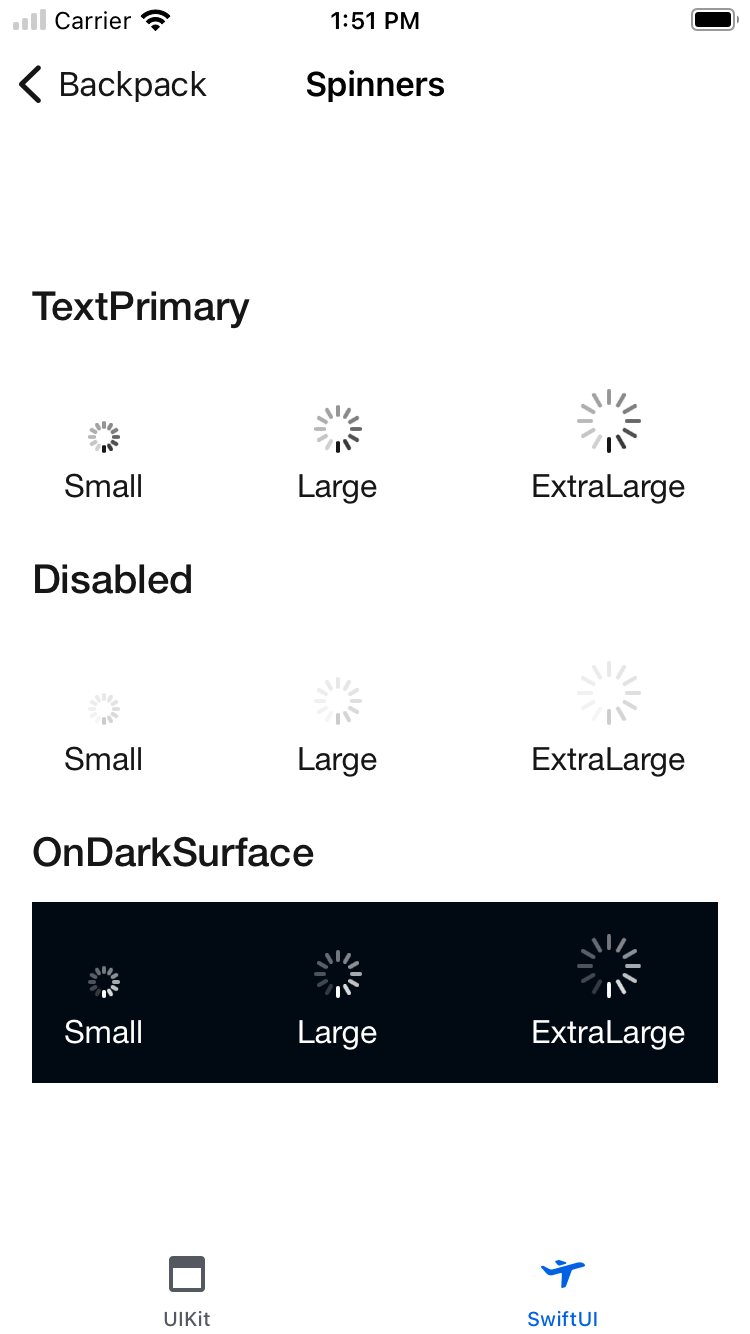 Carrier 1:51 PM
Backpack Spinners
TextPrimary
Small Large ExtraLarge
Disabled
Small Large ExtraLarge
OnDarkSurface
Small Large ExtraLarge
UIKit SwiftUI